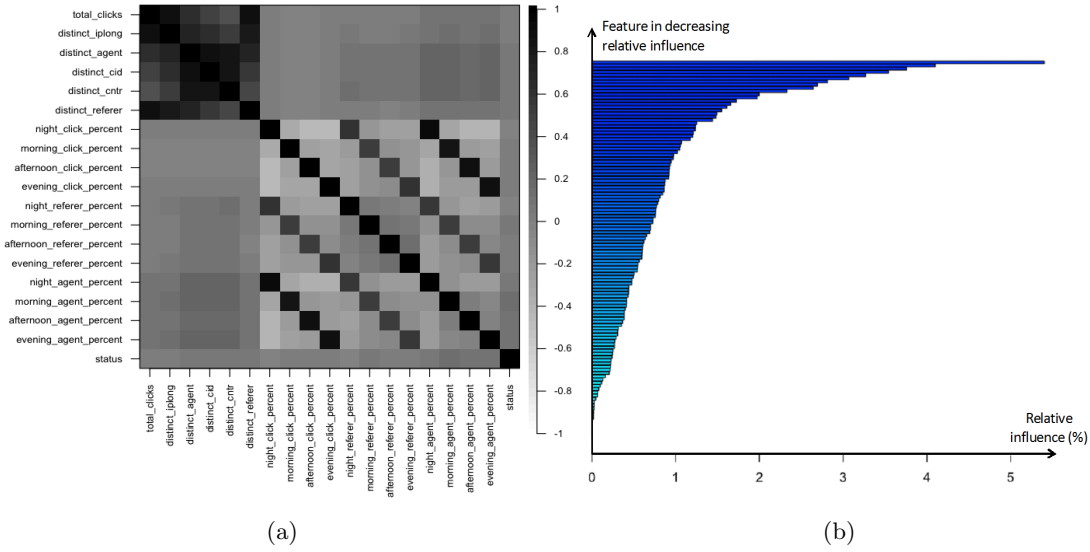 total_clicks
distinct_iplong
distinct_agent
distinct_cid
distinct_cntr
distinct_referer
night_click_percent
morning_click_percent
afternoon_click_percent
evening_click_percent
night_referer_percent
morning_referer_percent
afternoon_referer_percent
evening_referer_percent
night_agent_percent
morning_agent_percent
afternoon_agent_percent
evening_agent_percent
status
total_clicks
distinct_iplong
distinct_agent
distinct_cid
distinct_cntr
distinct_referer
night_click_percent
morning_click_percent
afternoon_click_percent
evening_click_percent
night_referer_percent
morning_referer_percent
afternoon_referer_percent
evening_referer_percent
night_agent_percent
morning_agent_percent
afternoon_agent_percent
evening_agent_percent
status
1
0.8
0.6
0.4
0.2
0
-0.2
-0.4
-0.6
-0.8
-1
(a)
Feature in decreasing
relative influence
Relative
influence (%)
0 1 2 3 4 5
(b)